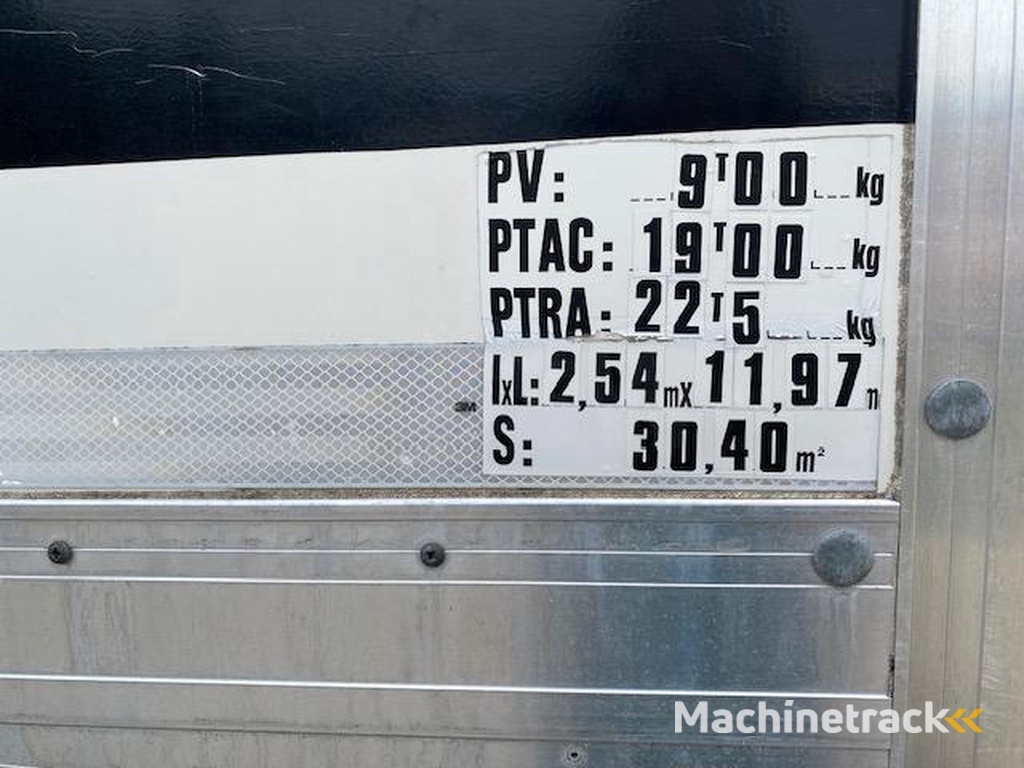 PV: 9T00 kg
PTAC: 19T00 kg
PTRA: 22T5 kg
lxL: 2,54mx 11,97m
3M
S: 30,40m²
Machinetrack